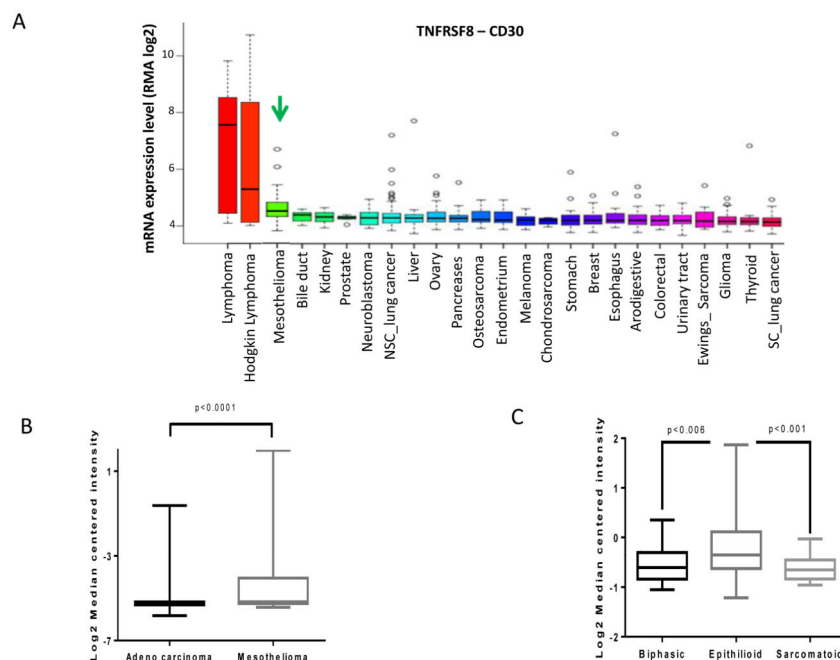 A
TNFRSF8 – CD30
mRNA expression level (RMA log2)
10
8
6
4
Lymphoma
Hodgkin Lymphoma
Mesothelioma
Bile duct
Kidney
Prostate
Neuroblastoma
NSC_lung cancer
Liver
Ovary
Pancreases
Osteosarcoma
Endometrium
Melanoma
Chondrosarcoma
Stomach
Breast
Esophagus
Arodigestive
Colorectal
Urinary tract
Ewings_ Sarcoma
Glioma
Thyroid
SC_lung cancer
B
p<0.0001
Log2 Median centered intensity
1
-3
-7
Adeno carcinoma
Mesothelioma
C
p<0.006
p<0.001
Log2 Median centered intensity
2
1
-0
-1
-2
Biphasic
Epithilioid
Sarcomatoid